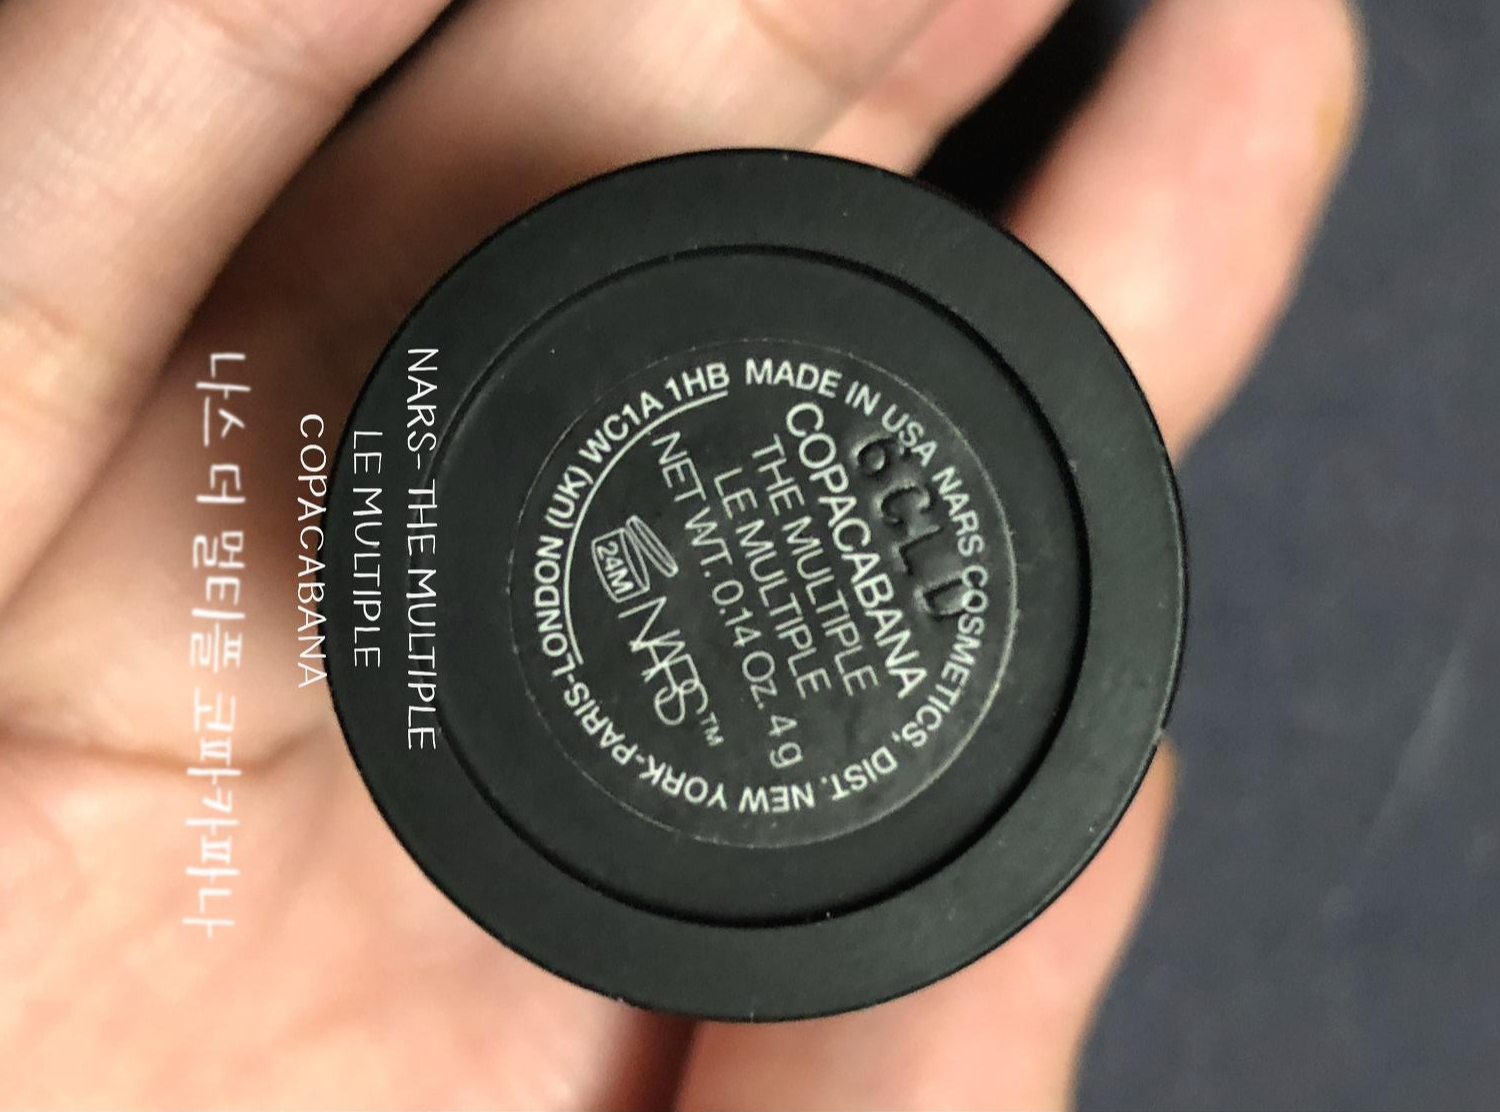 NARS- THE MULTIPLE
LE MULTIPLE
COPACABANA
나스 더 멀티플 코파카바나
MADE IN USA NARS COSMETICS, DIST. NEW YORK-PARIS-LONDON (UK) WC1A 1HB
6CLD
COPACABANA
THE MULTIPLE
LE MULTIPLE
NET WT. 0.14 Oz. 4 g
24M
NARS™